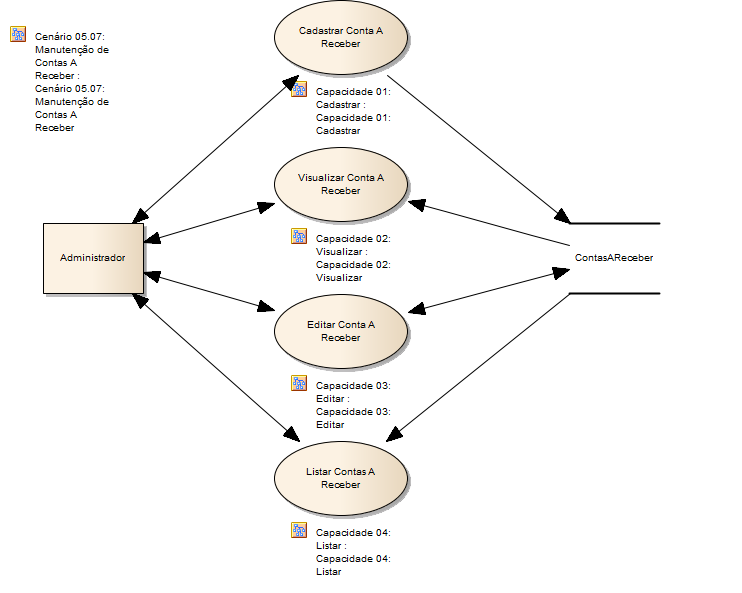 Cenário 05.07:
Manutenção de
Contas A
Receber :
Cenário 05.07:
Manutenção de
Contas A
Receber
Cadastrar Conta A
Receber
Capacidade 01:
Cadastrar :
Capacidade 01:
Cadastrar
Visualizar Conta A
Receber
Capacidade 02:
Visualizar :
Capacidade 02:
Visualizar
Administrador
ContasAReceber
Editar Conta A
Receber
Capacidade 03:
Editar :
Capacidade 03:
Editar
Listar Contas A
Receber
Capacidade 04:
Listar :
Capacidade 04:
Listar